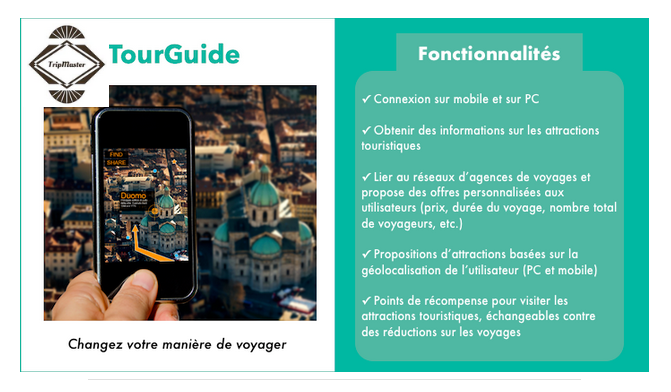 TripMaster
TourGuide
FIND
SHARE
Duomo
Changez votre manière de voyager
Fonctionnalités
✓ Connexion sur mobile et sur PC
✓ Obtenir des informations sur les attractions
touristiques
✓ Lier au réseaux d'agences de voyages et
propose des offres personnalisées aux
utilisateurs (prix, durée du voyage, nombre total
de voyageurs, etc.)
✓ Propositions d'attractions basées sur la
géolocalisation de l'utilisateur (PC et mobile)
✓ Points de récompense pour visiter les
attractions touristiques, échangeables contre
des réductions sur les voyages